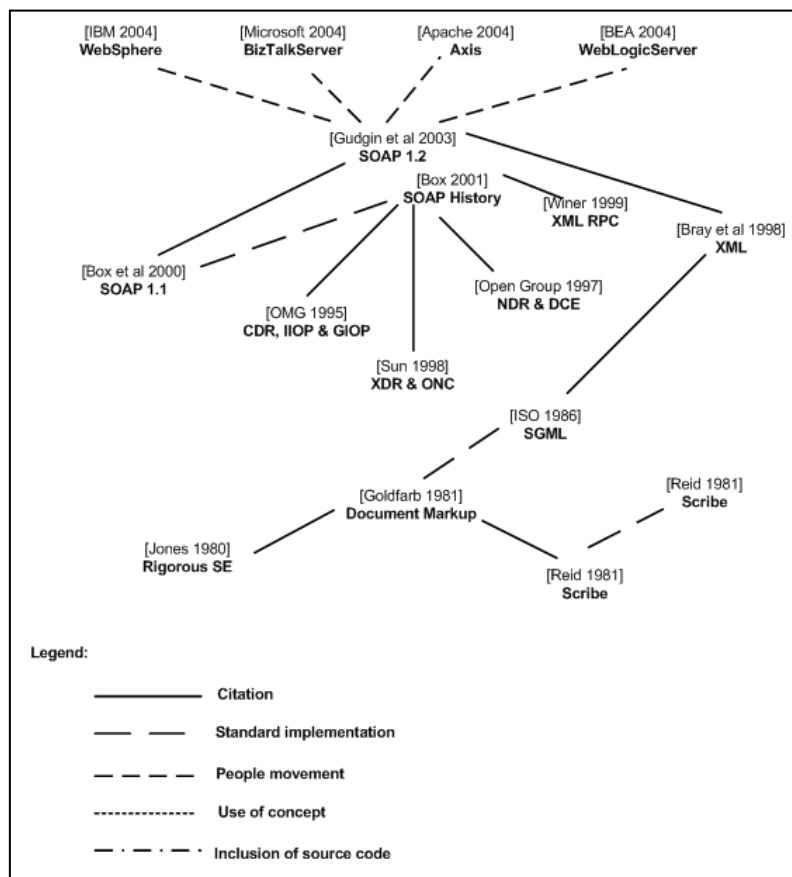 [IBM 2004]
WebSphere
[Microsoft 2004]
BizTalkServer
[Apache 2004]
Axis
[BEA 2004]
WebLogicServer
[Gudgin et al 2003]
SOAP 1.2
[Box 2001]
SOAP History
[Winer 1999]
XML RPC
[Bray et al 1998]
XML
[Box et al 2000]
SOAP 1.1
[Open Group 1997]
NDR & DCE
[OMG 1995]
CDR, IIOP & GIOP
[Sun 1998]
XDR & ONC
[ISO 1986]
SGML
[Goldfarb 1981]
Document Markup
[Reid 1981]
Scribe
[Jones 1980]
Rigorous SE
[Reid 1981]
Scribe
Legend:
Citation
Standard implementation
People movement
Use of concept
Inclusion of source code